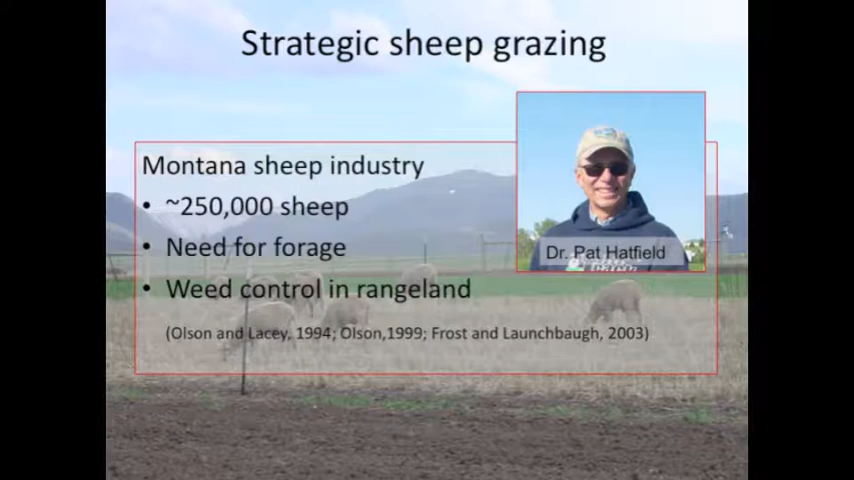 Strategic sheep grazing
Montana sheep industry
• ~250,000 sheep
• Need for forage
• Weed control in rangeland
(Olson and Lacey, 1994; Olson,1999; Frost and Launchbaugh, 2003)
Dr. Pat Hatfield